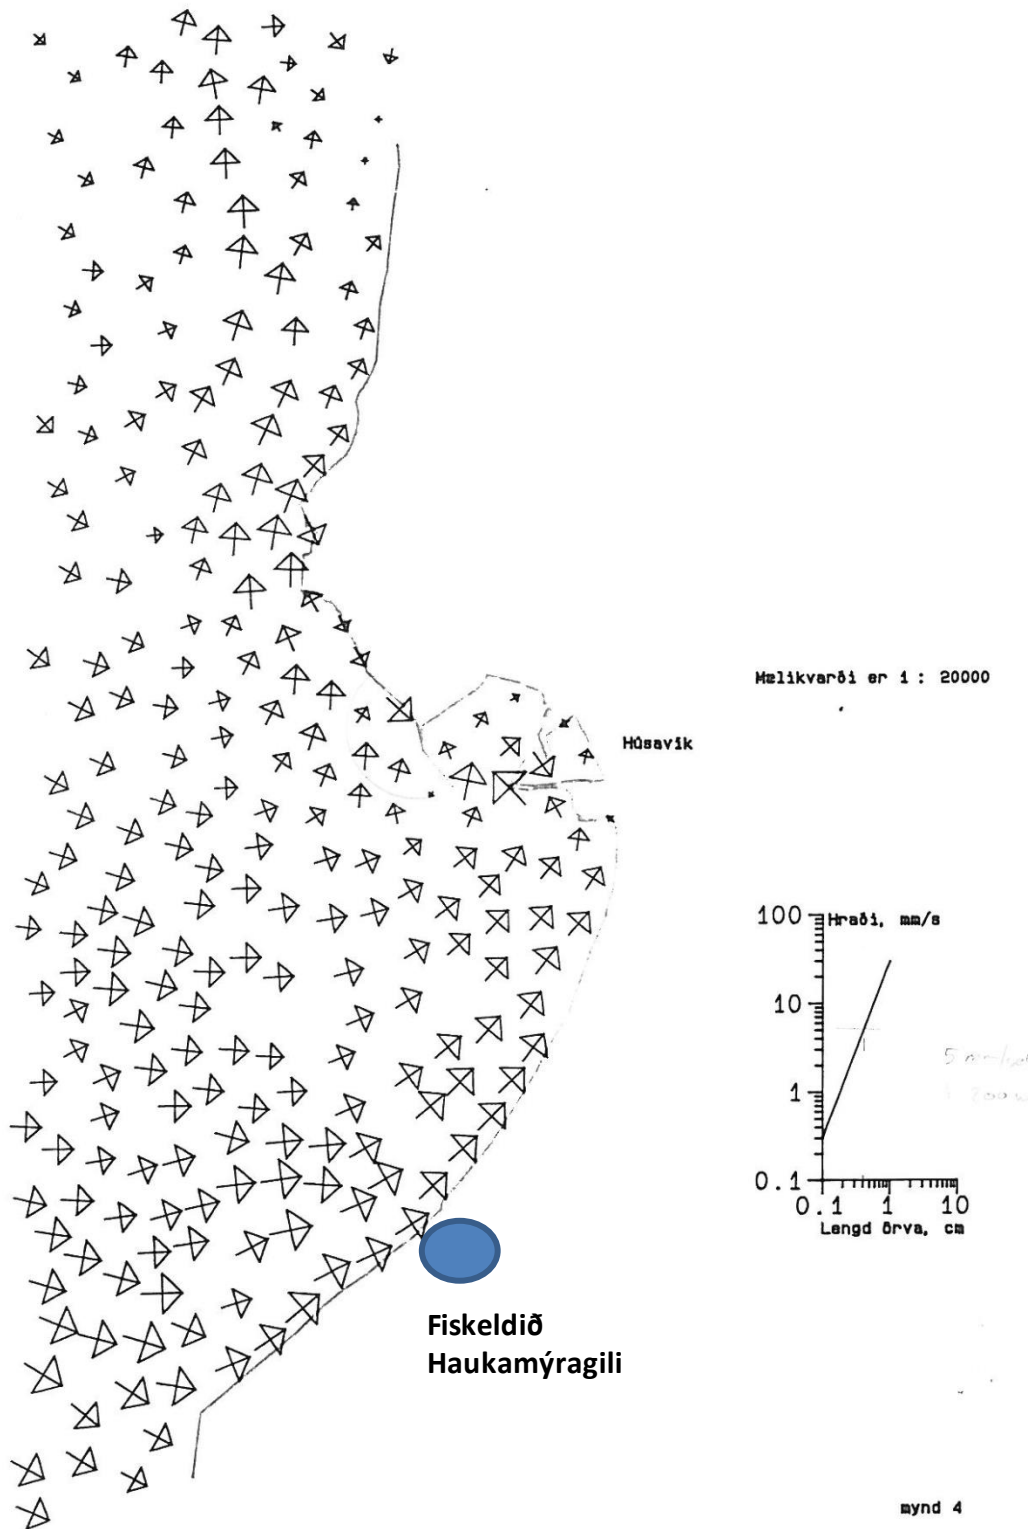 Mælikvarði er 1 : 20000
Húsavík
100
Hraði, mm/s
10
1
0.1
0.1 1 10
Lengd örva, cm
Fiskeldið
Haukamýragili
mynd 4